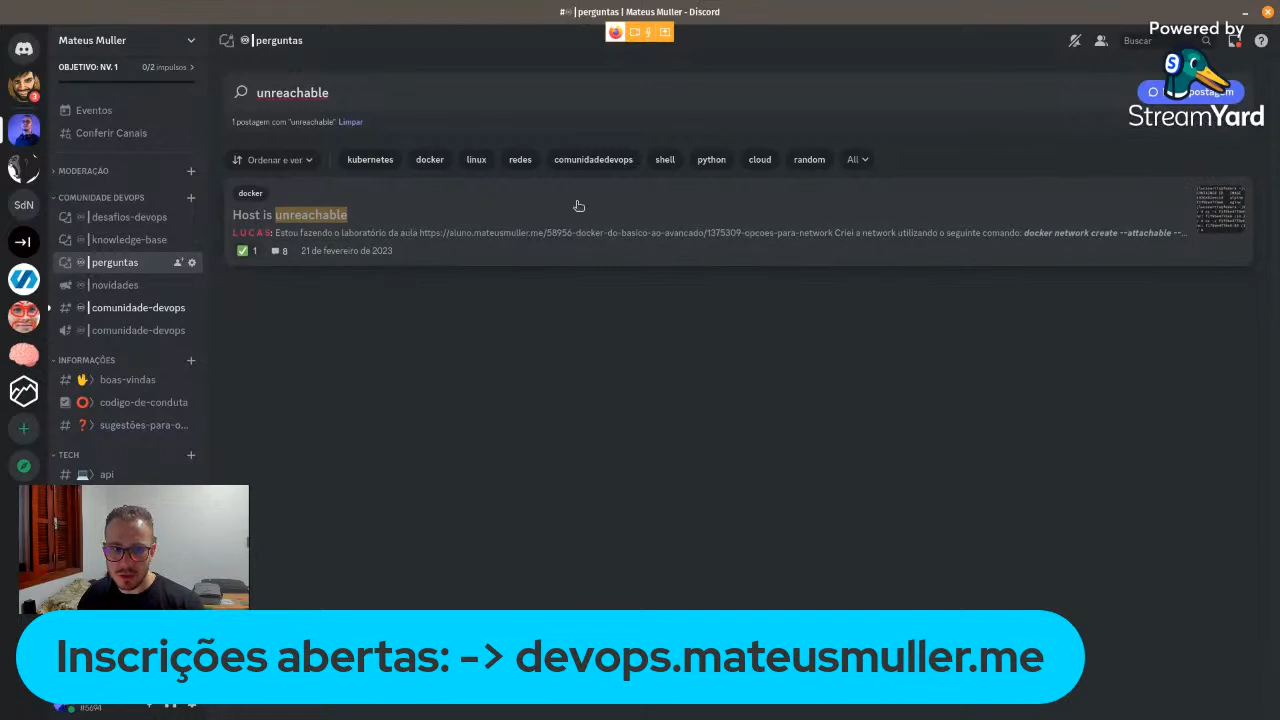 #♾️┃perguntas | Mateus Muller - Discord
Mateus Muller
OBJETIVO: NV. 1
0/2 impulsos
perguntas
Buscar
Powered by
StreamYard
Eventos
Conferir Canais
MODERAÇÃO
COMUNIDADE DEVOPS
desafios-devops
knowledge-base
perguntas
novidades
comunidade-devops
comunidade-devops
INFORMAÇÕES
boas-vindas
codigo-de-conduta
sugestões-para-o...
TECH
api
3
SdN
unreachable
postagem
1 postagem com "unreachable" Limpar
Ordenar e ver
kubernetes
docker
linux
redes
comunidadedevops
shell
python
cloud
random
All
docker
Host is unreachable
L U C A S: Estou fazendo o laboratório da aula https://aluno.mateusmuller.me/58956-docker-do-basico-ao-avancado/1375309-opcoes-para-network Criei a network utilizando o seguinte comando: docker network create --attachable --...
1
8
21 de fevereiro de 2023
Inscrições abertas: -> devops.mateusmuller.me
#5694